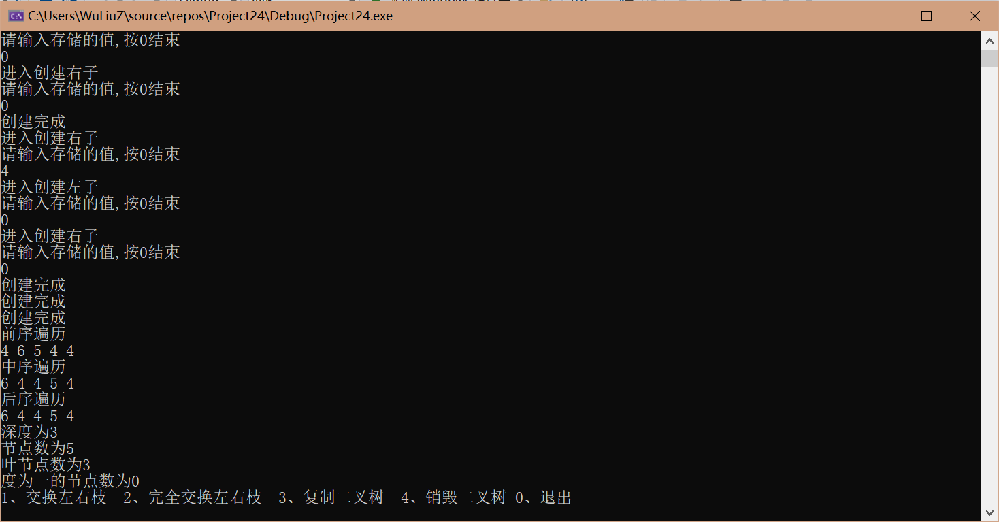 C:\Users\WuLiuZ\source\repos\Project24\Debug\Project24.exe
请输入存储的值,按0结束
0
进入创建右子
请输入存储的值,按0结束
0
创建完成
进入创建右子
请输入存储的值,按0结束
4
进入创建左子
请输入存储的值,按0结束
0
进入创建右子
请输入存储的值,按0结束
0
创建完成
创建完成
创建完成
前序遍历
4 6 5 4 4
中序遍历
6 4 4 5 4
后序遍历
6 4 4 5 4
深度为3
节点数为5
叶节点数为3
度为一的节点数为0
1、交换左右枝  2、完全交换左右枝  3、复制二叉树  4、销毁二叉树 0、退出